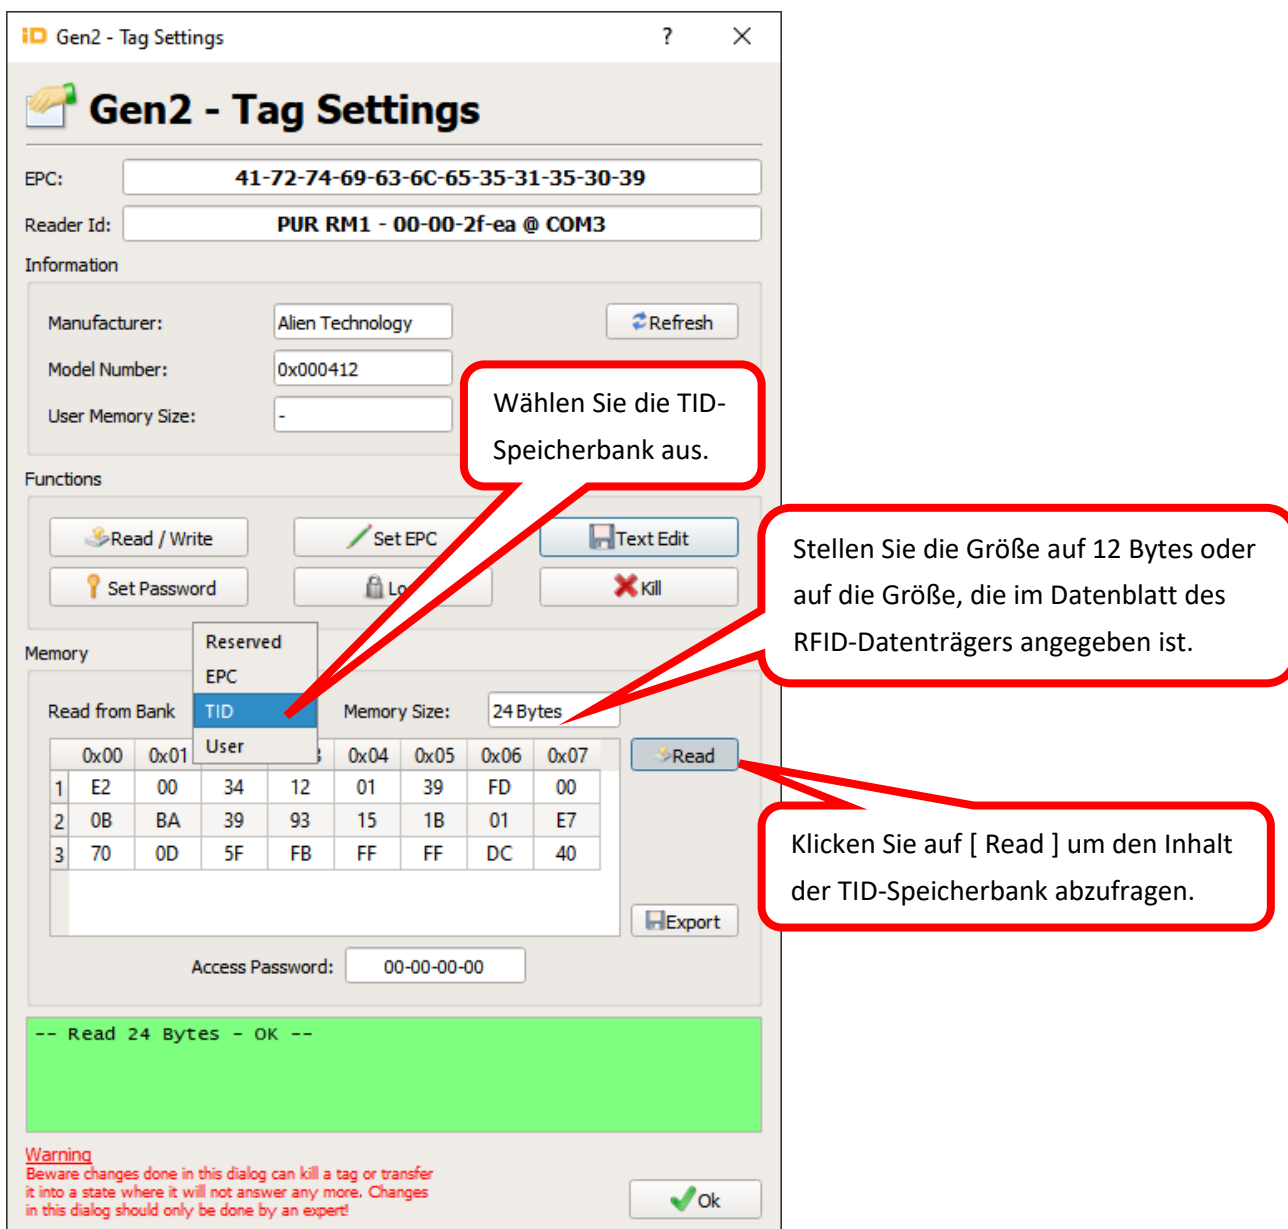 iD Gen2 - Tag Settings ?
Gen2 - Tag Settings
EPC: 41-72-74-69-63-6C-65-35-31-35-30-39
Reader Id: PUR RM1 - 00-00-2f-ea @ COM3
Information
Manufacturer: Alien Technology Refresh
Model Number: 0x000412
User Memory Size: -
Wählen Sie die TID-
Speicherbank aus.
Functions
Read / Write Set EPC Text Edit
Set Password Kill
Stellen Sie die Größe auf 12 Bytes oder
auf die Größe, die im Datenblatt des
RFID-Datenträgers angegeben ist.
Memory
Reserved
EPC
TID
User
Read from Bank Memory Size: 24 Bytes
0x00 0x01 0x04 0x05 0x06 0x07 Read
1 E2 00 34 12 01 39 FD 00
2 0B BA 39 93 15 1B 01 E7
3 70 0D 5F FB FF FF DC 40
Klicken Sie auf [ Read ] um den Inhalt
der TID-Speicherbank abzufragen.
Export
Access Password: 00-00-00-00
-- Read 24 Bytes - OK --
Warning
Beware changes done in this dialog can kill a tag or transfer
it into a state where it will not answer any more. Changes
in this dialog should only be done by an expert!
Ok